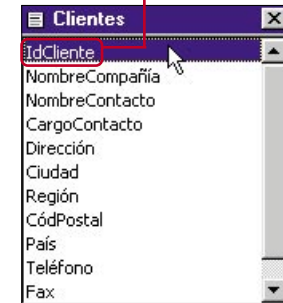 Clientes
IdCliente
NombreCompañía
NombreContacto
CargoContacto
Dirección
Ciudad
Región
CódPostal
País
Teléfono
Fax